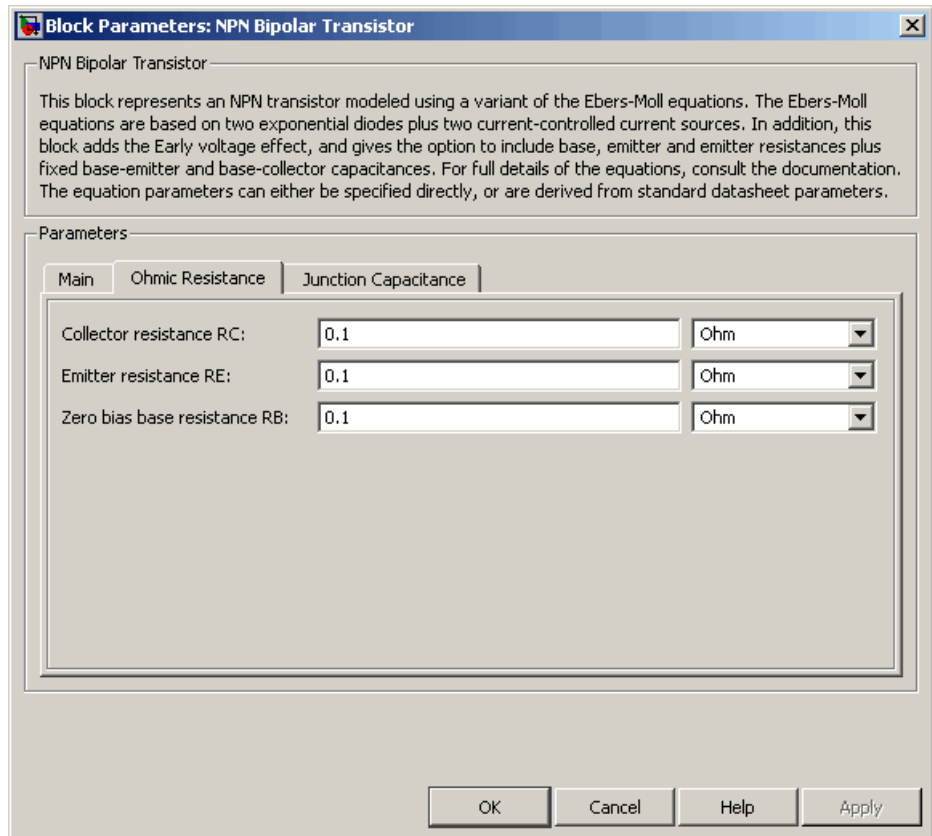 Block Parameters: NPN Bipolar Transistor
NPN Bipolar Transistor
This block represents an NPN transistor modeled using a variant of the Ebers-Moll equations. The Ebers-Moll
equations are based on two exponential diodes plus two current-controlled current sources. In addition, this
block adds the Early voltage effect, and gives the option to include base, emitter and emitter resistances plus
fixed base-emitter and base-collector capacitances. For full details of the equations, consult the documentation.
The equation parameters can either be specified directly, or are derived from standard datasheet parameters.
Parameters
Main Ohmic Resistance Junction Capacitance
Collector resistance RC: 0.1 Ohm
Emitter resistance RE: 0.1 Ohm
Zero bias base resistance RB: 0.1 Ohm
OK Cancel Help Apply